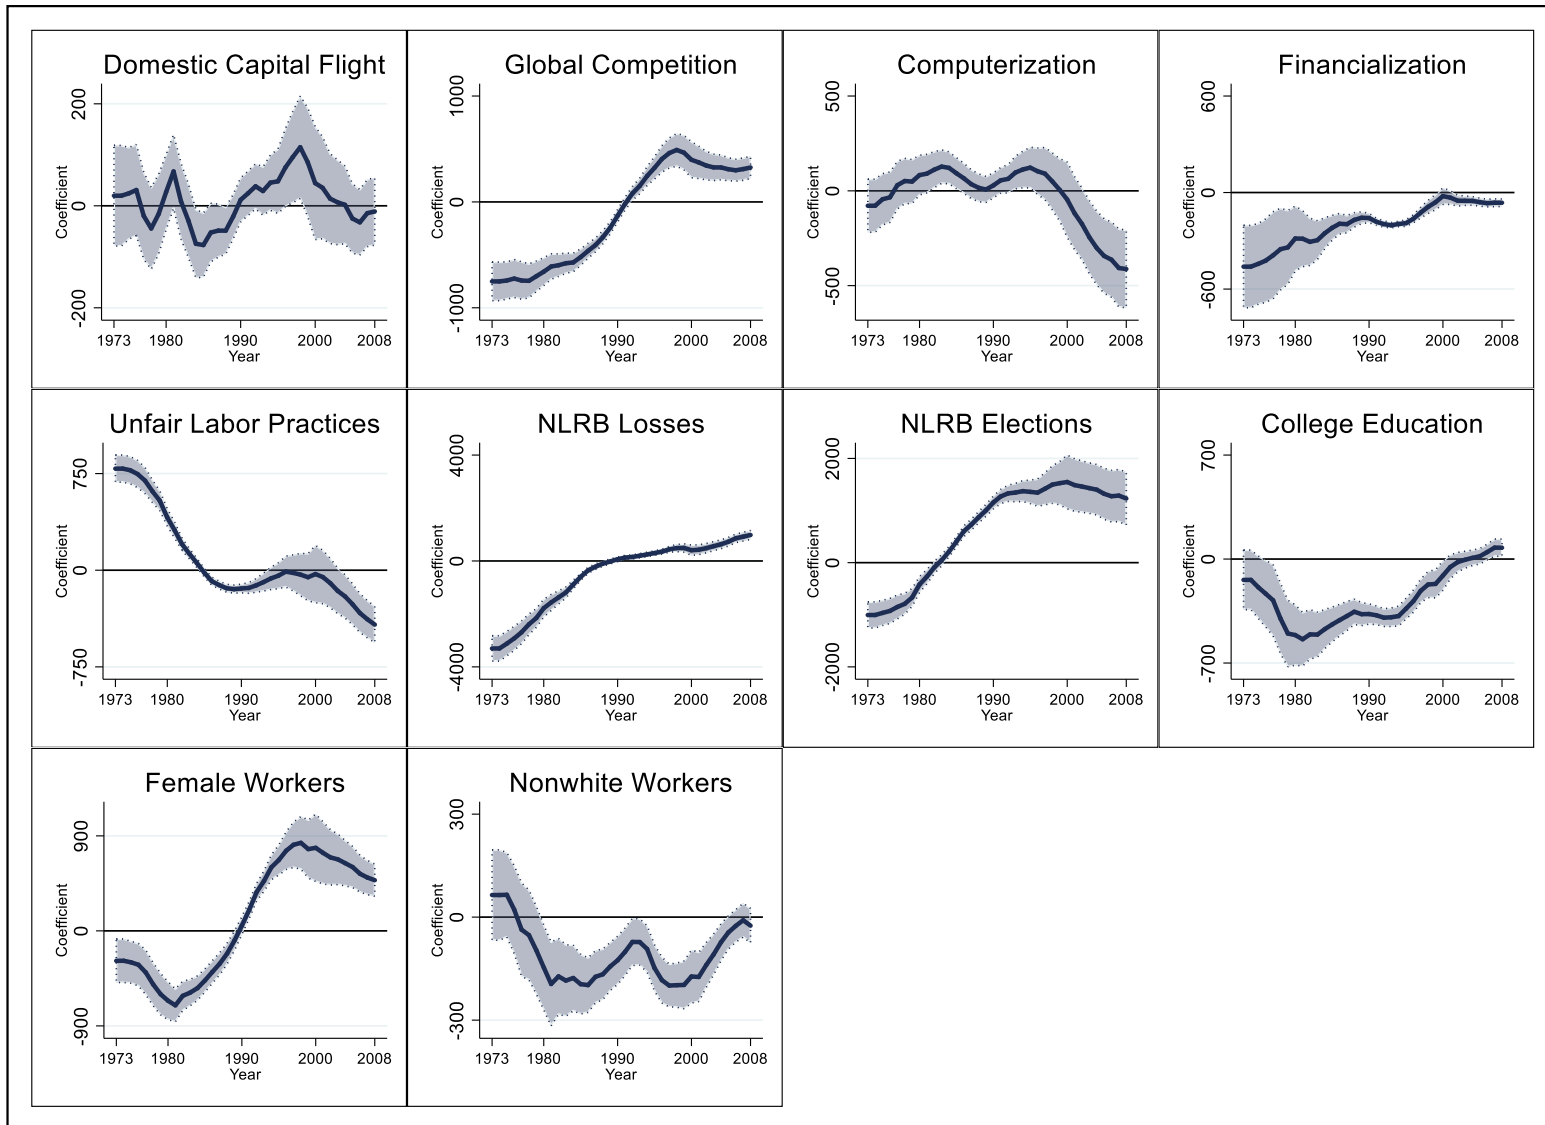 Domestic Capital Flight
Coefficient
200
0
-200
1973 1980 1990 2000 2008
Year
Global Competition
Coefficient
1000
0
-1000
1973 1980 1990 2000 2008
Year
Computerization
Coefficient
500
0
-500
1973 1980 1990 2000 2008
Year
Financialization
Coefficient
600
0
-600
1973 1980 1990 2000 2008
Year
Unfair Labor Practices
Coefficient
750
0
-750
1973 1980 1990 2000 2008
Year
NLRB Losses
Coefficient
4000
0
-4000
1973 1980 1990 2000 2008
Year
NLRB Elections
Coefficient
2000
0
-2000
1973 1980 1990 2000 2008
Year
College Education
Coefficient
700
0
-700
1973 1980 1990 2000 2008
Year
Female Workers
Coefficient
900
0
-900
1973 1980 1990 2000 2008
Year
Nonwhite Workers
Coefficient
300
0
-300
1973 1980 1990 2000 2008
Year